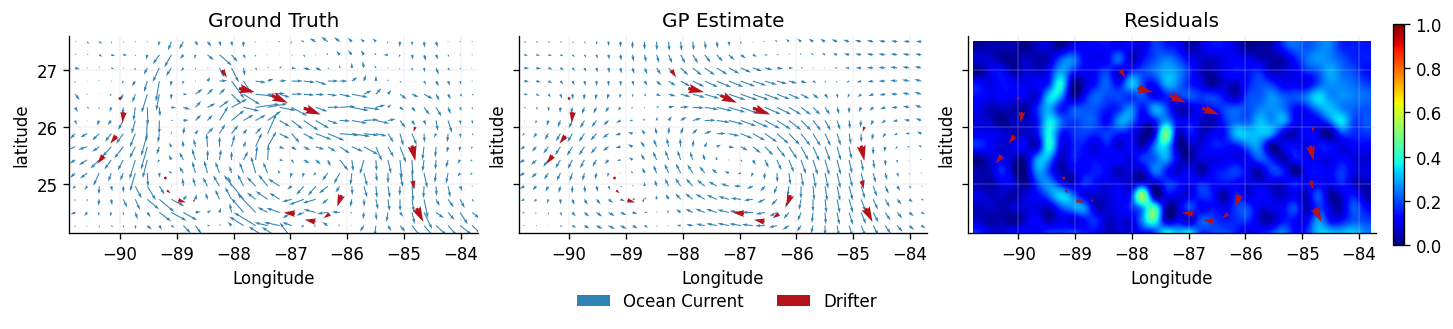 Ground Truth
GP Estimate
Residuals
latitude
27
26
25
−90
−89
−88
−87
−86
−85
−84
Longitude
latitude
−90
−89
−88
−87
−86
−85
−84
Longitude
latitude
−90
−89
−88
−87
−86
−85
−84
Longitude
1.0
0.8
0.6
0.4
0.2
0.0
Ocean Current
Drifter